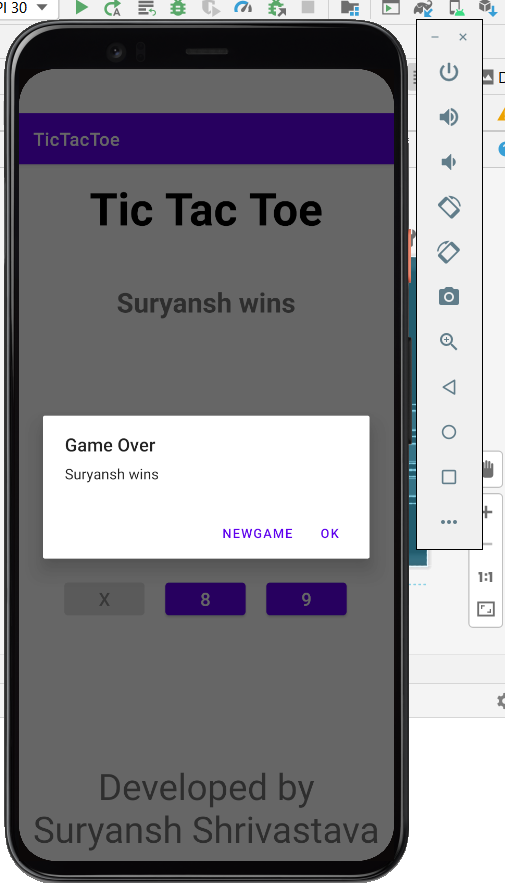 PI 30
TicTacToe
Tic Tac Toe
Suryansh wins
Game Over
Suryansh wins
NEWGAME OK
X 8 9
1:1
Developed by
Suryansh Shrivastava